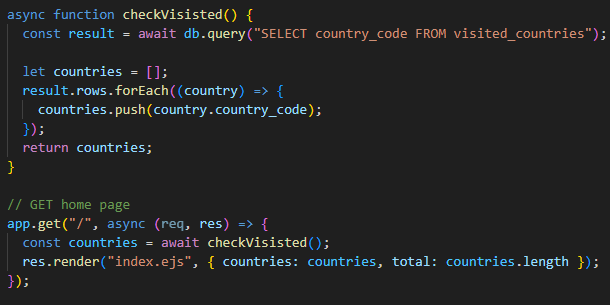 async function checkVisisted() {
  const result = await db.query("SELECT country_code FROM visited_countries");

  let countries = [];
  result.rows.forEach((country) => {
    countries.push(country.country_code);
  });
  return countries;
}

// GET home page
app.get("/", async (req, res) => {
  const countries = await checkVisisted();
  res.render("index.ejs", { countries: countries, total: countries.length });
});